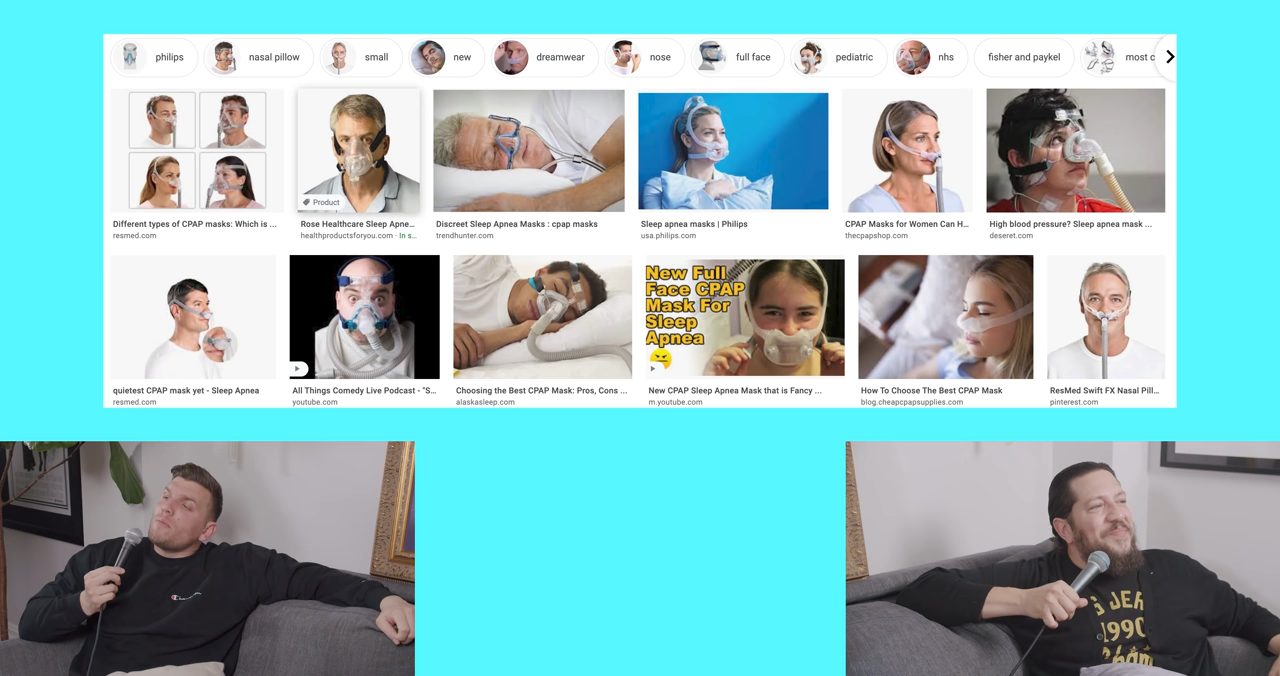 philips
nasal pillow
small
new
dreamwear
nose
full face
pediatric
nhs
fisher and paykel
most c
Product
Different types of CPAP masks: Which is ...
resmed.com
Rose Healthcare Sleep Apne...
healthproductsforyou.com · In s...
Discreet Sleep Apnea Masks : cpap masks
trendhunter.com
Sleep apnea masks | Philips
usa.philips.com
CPAP Masks for Women Can H...
thecpapshop.com
High blood pressure? Sleep apnea mask ...
deseret.com
New Full
Face CPAP
Mask For
Sleep
Apnea
quietest CPAP mask yet - Sleep Apnea
resmed.com
All Things Comedy Live Podcast - "S...
youtube.com
Choosing the Best CPAP Mask: Pros, Cons ...
alaskasleep.com
New CPAP Sleep Apnea Mask that is Fancy ...
m.youtube.com
How To Choose The Best CPAP Mask
blog.cheapcpapsupplies.com
ResMed Swift FX Nasal Pill...
pinterest.com
Champion
JER
1990